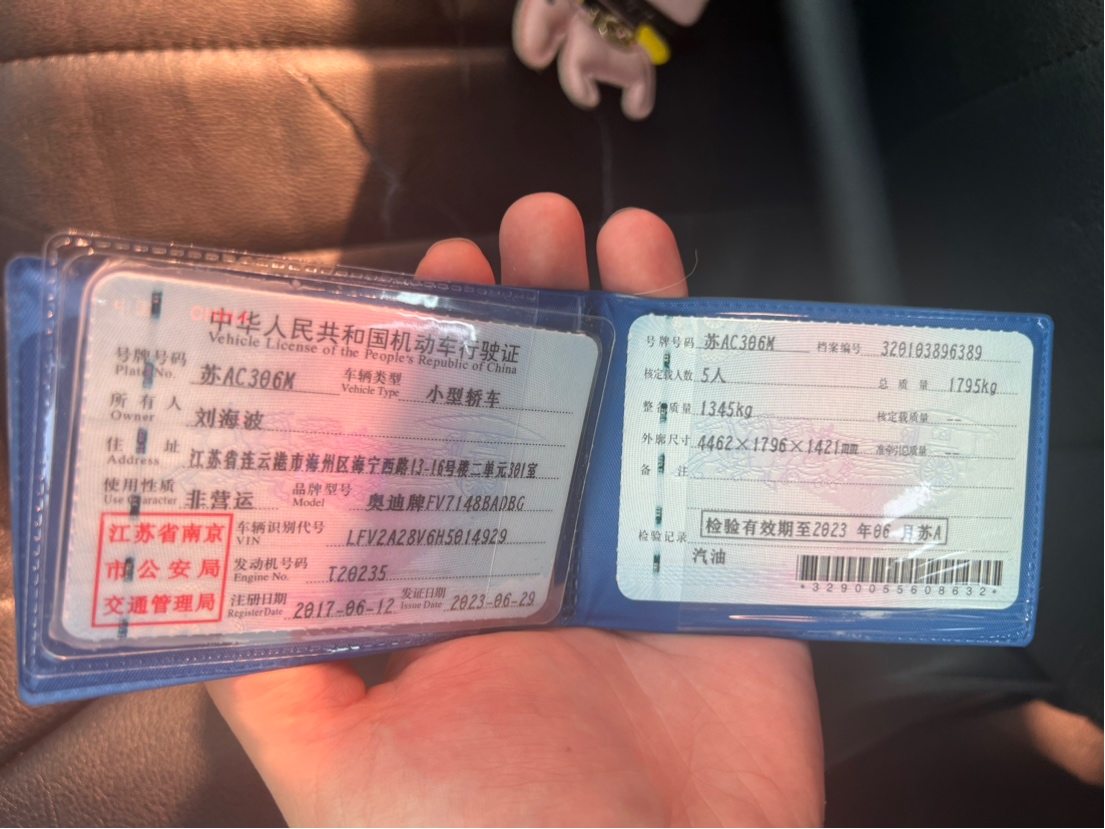 中华人民共和国机动车行驶证
Vehicle License of the People's Republic of China
号牌号码 苏AC306M 车辆类型 小型轿车
Plate No. Vehicle Type
所有人 刘海波
Owner
住址 江苏省连云港市海州区海宁西路13-16号楼二单元301室
Address
使用性质 非营运 品牌型号 奥迪牌FV7148BADBG
Use Character Model
江苏省南京
市公安局
交通管理局
车辆识别代号 LFV2A28V6H5014929
VIN
发动机号码 T20235
Engine No.
注册日期 2017-06-12 发证日期 2023-06-29
Register Date Issue Date
号牌号码 苏AC306M 档案编号 320103896389
核定载人数 5人 总质量 1795kg
整备质量 1345kg 核定载质量 --
外廓尺寸 4462×1796×1421mm 准牵引总质量 --
备注
检验记录 检验有效期至2023年06月苏A
汽油
*3290055608632*